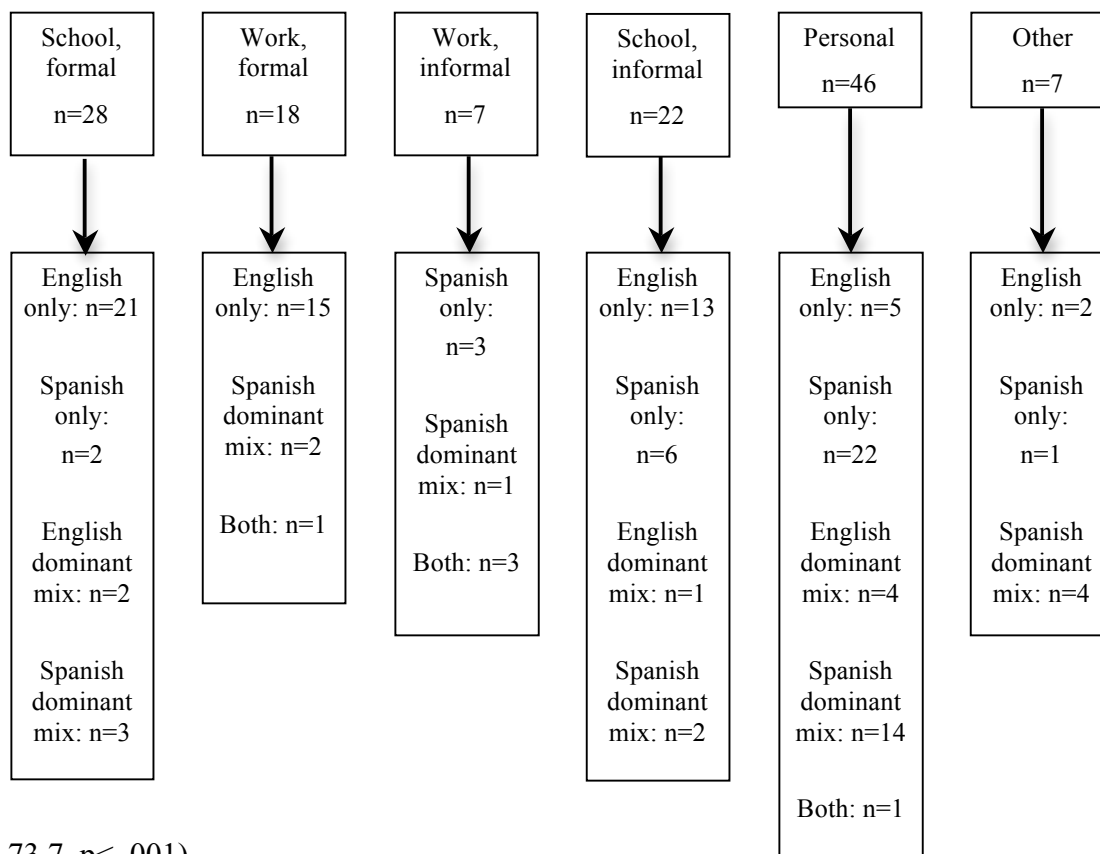 School,
formal
n=28
Work,
formal
n=18
Work,
informal
n=7
School,
informal
n=22
Personal
n=46
Other
n=7
English
only: n=21
Spanish
only:
n=2
English
dominant
mix: n=2
Spanish
dominant
mix: n=3
English
only: n=15
Spanish
dominant
mix: n=2
Both: n=1
Spanish
only:
n=3
Spanish
dominant
mix: n=1
Both: n=3
English
only: n=13
Spanish
only:
n=6
English
dominant
mix: n=1
Spanish
dominant
mix: n=2
English
only: n=5
Spanish
only:
n=22
English
dominant
mix: n=4
Spanish
dominant
mix: n=14
Both: n=1
English
only: n=2
Spanish
only:
n=1
Spanish
dominant
mix: n=4
73.7, p< .001)